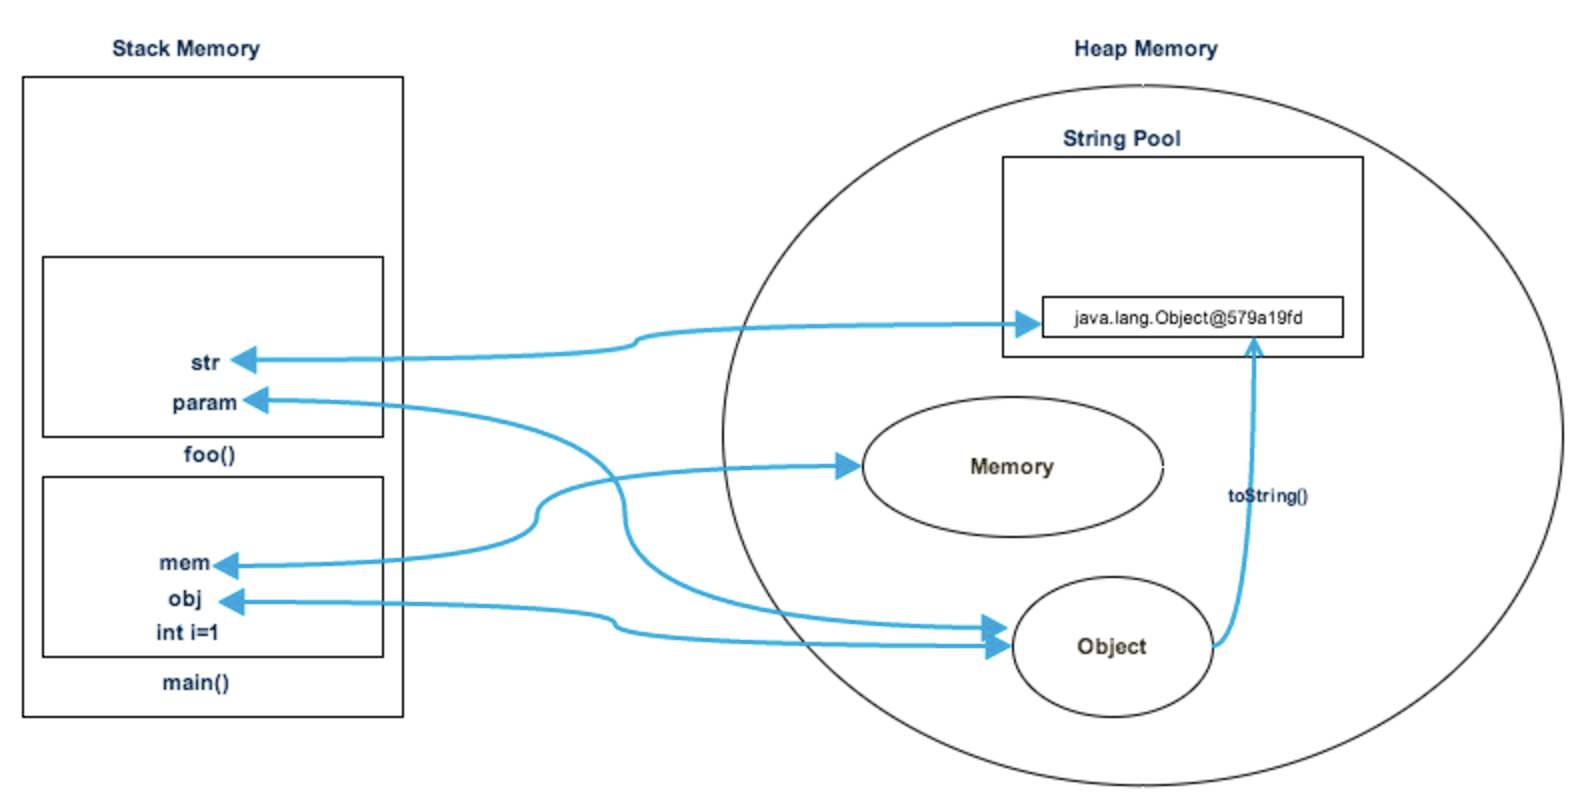 Stack Memory
Heap Memory
String Pool
java.lang.Object@579a19fd
str
param
foo()
Memory
toString()
mem
obj
int i=1
Object
main()